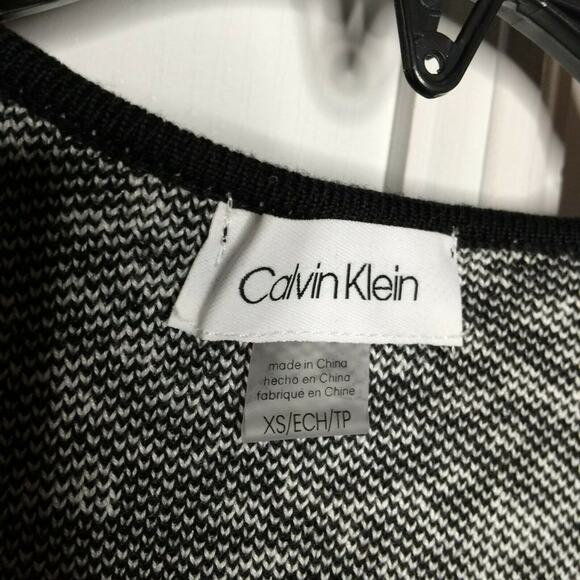 Calvin Klein
made in China
hecho en China
fabriqué en Chine
XS/ECH/TP